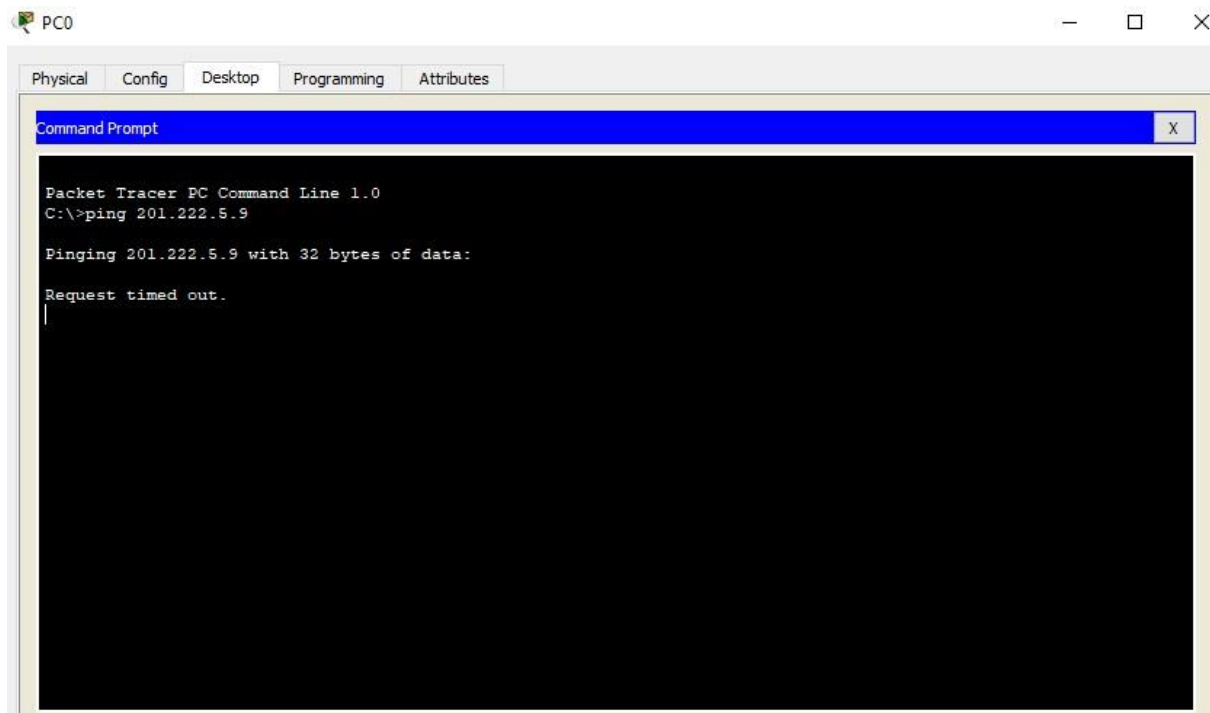 PC0
Physical Config Desktop Programming Attributes
Command Prompt
X
Packet Tracer PC Command Line 1.0
C:\>ping 201.222.5.9
Pinging 201.222.5.9 with 32 bytes of data:
Request timed out.